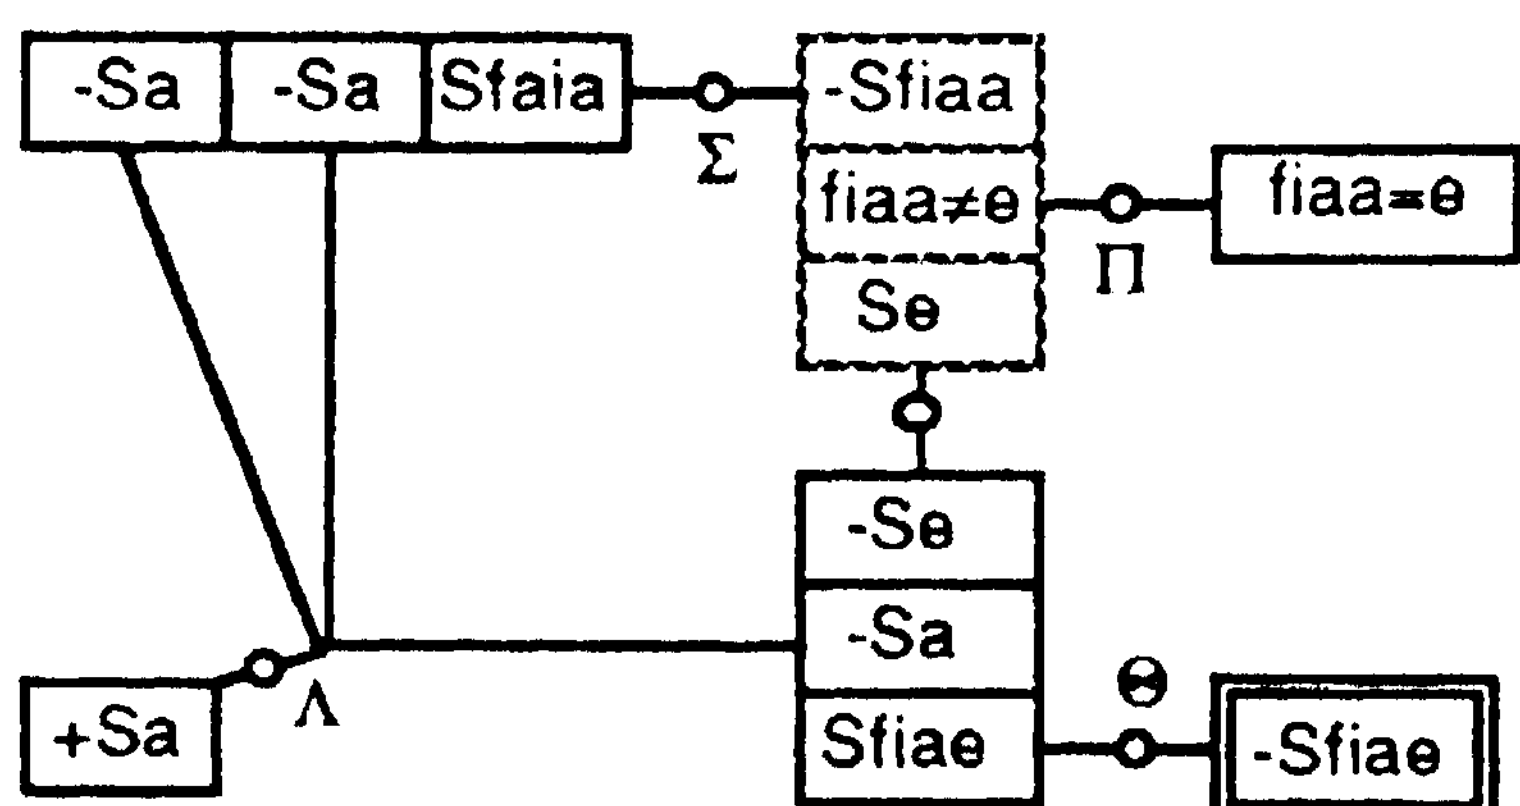 -Sa -Sa Sfaia
Σ
-Sfiaa
fiaa≠e
Π
fiaa=e
Se
-Se
-Sa
Λ
+Sa
Θ
Sfiae
-Sfiae